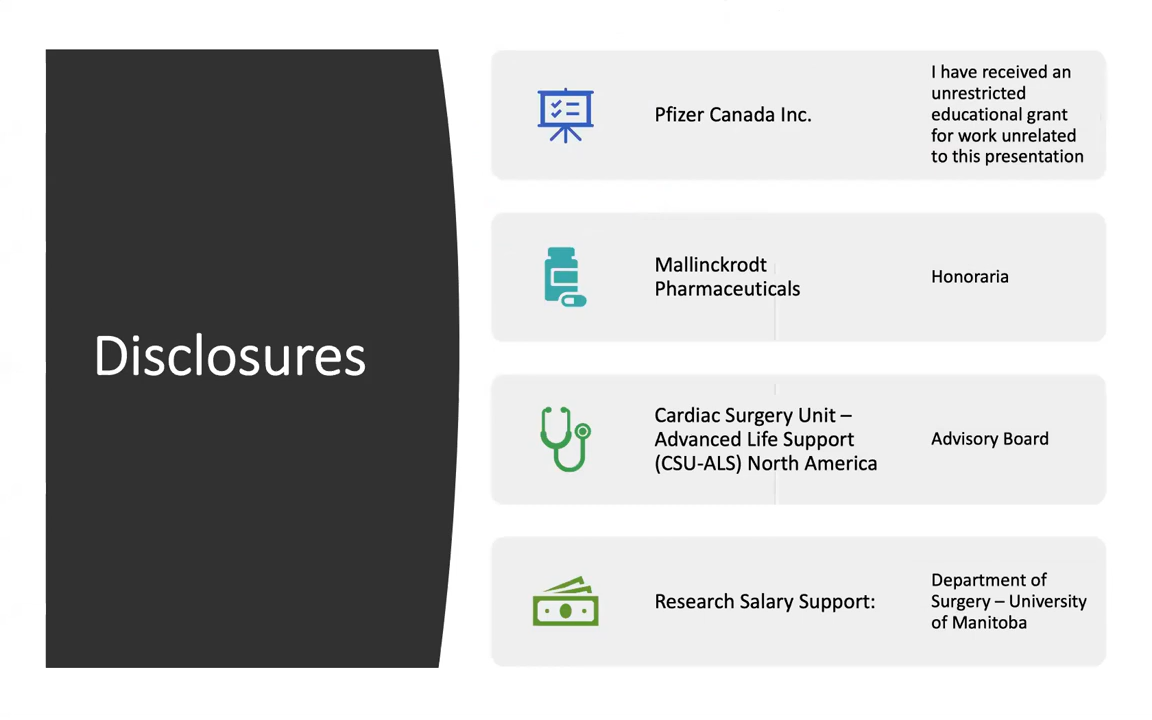 Disclosures
Pfizer Canada Inc.
I have received an
unrestricted
educational grant
for work unrelated
to this presentation
Mallinckrodt
Pharmaceuticals
Honoraria
Cardiac Surgery Unit –
Advanced Life Support
(CSU-ALS) North America
Advisory Board
Research Salary Support:
Department of
Surgery – University
of Manitoba